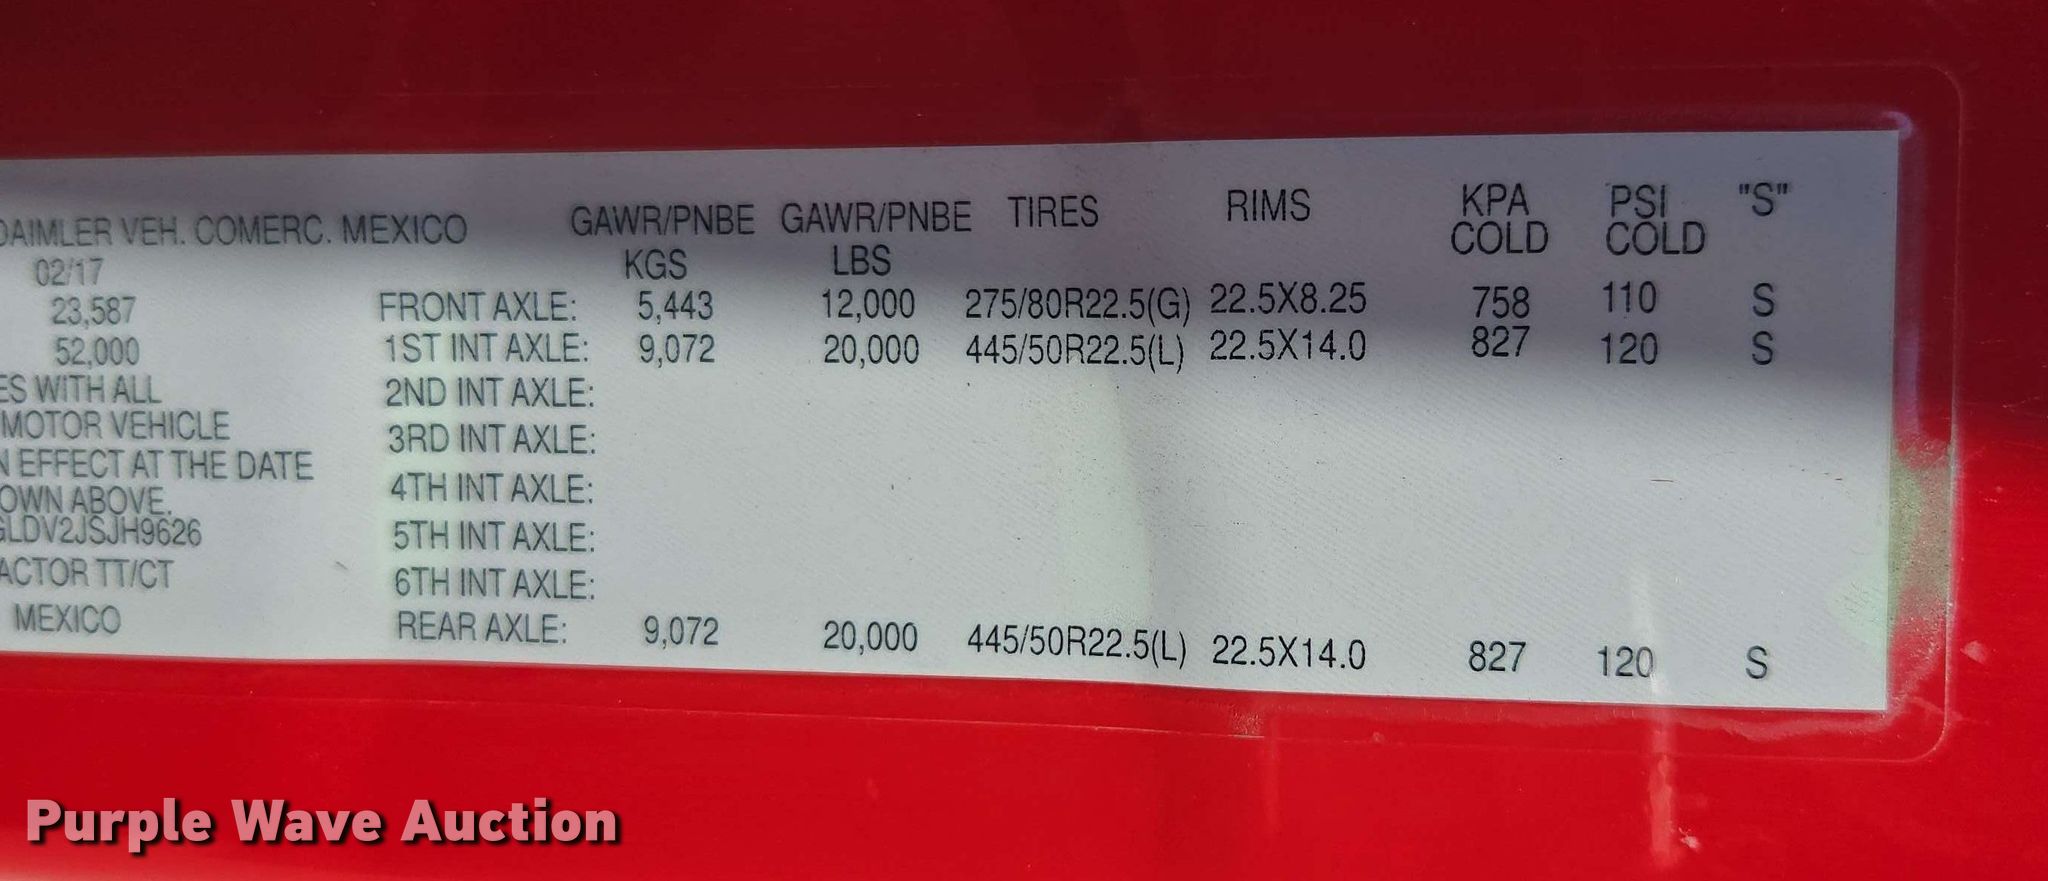 DAIMLER VEH. COMERC. MEXICO GAWR/PNBE GAWR/PNBE TIRES RIMS KPA PSI "S"
COLD COLD
02/17 KGS LBS
23,587 FRONT AXLE: 5,443 12,000 275/80R22.5(G) 22.5X8.25 758 110 S
52,000 1ST INT AXLE: 9,072 20,000 445/50R22.5(L) 22.5X14.0 827 120 S
ES WITH ALL 2ND INT AXLE:
MOTOR VEHICLE 3RD INT AXLE:
N EFFECT AT THE DATE 4TH INT AXLE:
OWN ABOVE.
GLDV2JSJH9626 5TH INT AXLE:
ACTOR TT/CT 6TH INT AXLE:
MEXICO REAR AXLE: 9,072 20,000 445/50R22.5(L) 22.5X14.0 827 120 S
Purple Wave Auction